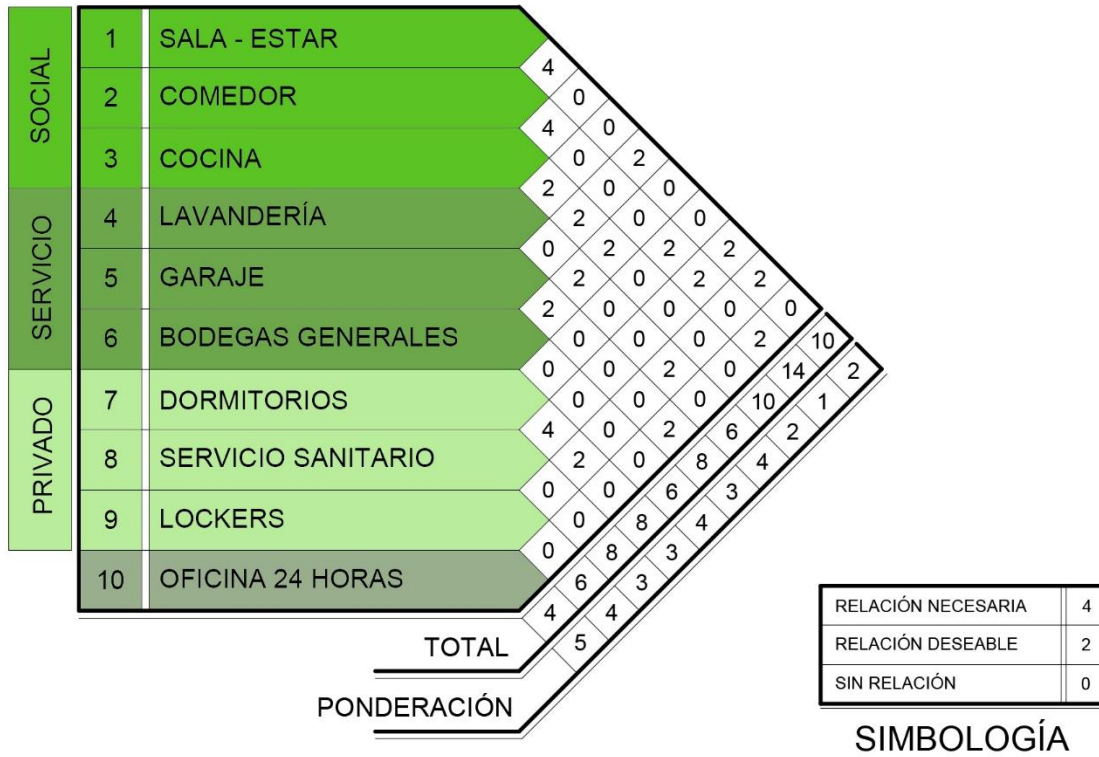 SOCIAL
1 SALA - ESTAR
4
0
2 COMEDOR
4 0
0 2
3 COCINA
2 0 0
SERVICIO
4 LAVANDERÍA
2 0 0
0 2 2 2
5 GARAJE
2 0 2 2
2 0 0 0 0
6 BODEGAS GENERALES
0 0 0 2 10
0 0 2 0 14 2
PRIVADO
7 DORMITORIOS
0 0 0 10 1
4 0 2 6 2
8 SERVICIO SANITARIO
2 0 8 4
0 0 6 3
9 LOCKERS
0 8 4
0 8 3
10 OFICINA 24 HORAS
6 3
4 4
TOTAL 5
PONDERACIÓN
RELACIÓN NECESARIA 4
RELACIÓN DESEABLE 2
SIN RELACIÓN 0
SIMBOLOGÍA